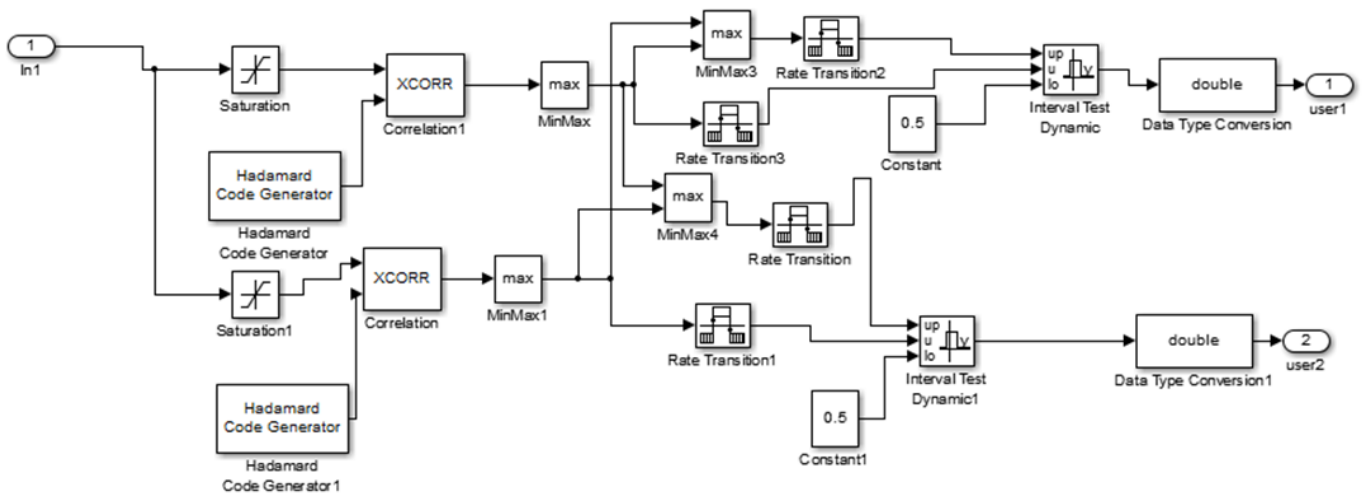 1
In1
Saturation
XCORR
Correlation1
max
MinMax
max
MinMax3
Rate Transition2
Rate Transition3
up
u
lo
Interval Test
Dynamic
0.5
Constant
double
Data Type Conversion
1
user1
Hadamard
Code Generator
Hadamard
Code Generator
max
MinMax4
Rate Transition
Saturation1
XCORR
Correlation
max
MinMax1
Rate Transition1
up
u
lo
Interval Test
Dynamic1
0.5
Constant1
double
Data Type Conversion1
2
user2
Hadamard
Code Generator
Hadamard
Code Generator1